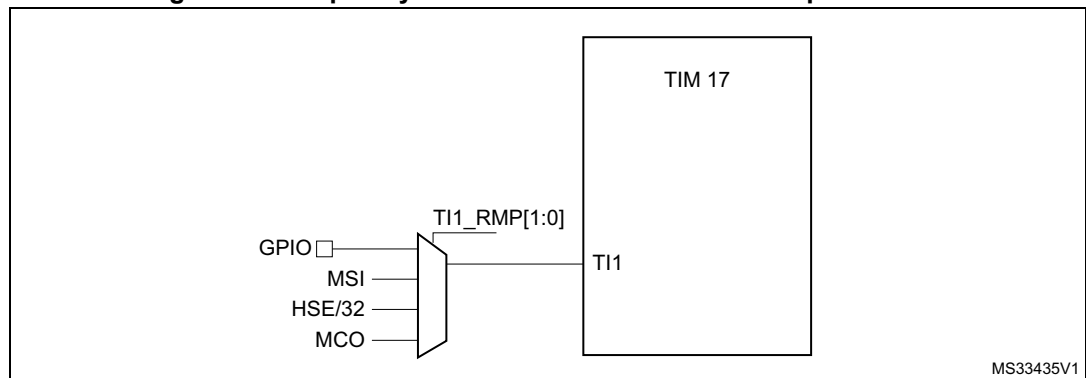 TIM 17
TI1_RMP[1:0]
GPIO
TI1
MSI
HSE/32
MCO
MS33435V1